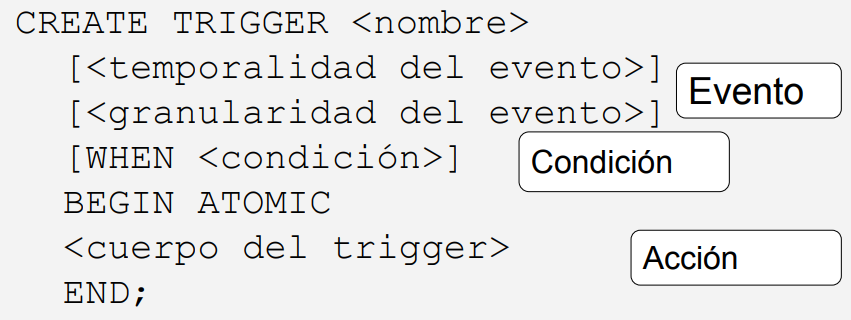 CREATE TRIGGER <nombre>
[<temporalidad del evento>]
[<granularidad del evento>]
Evento
[WHEN <condición>]
Condición
BEGIN ATOMIC
<cuerpo del trigger>
Acción
END;